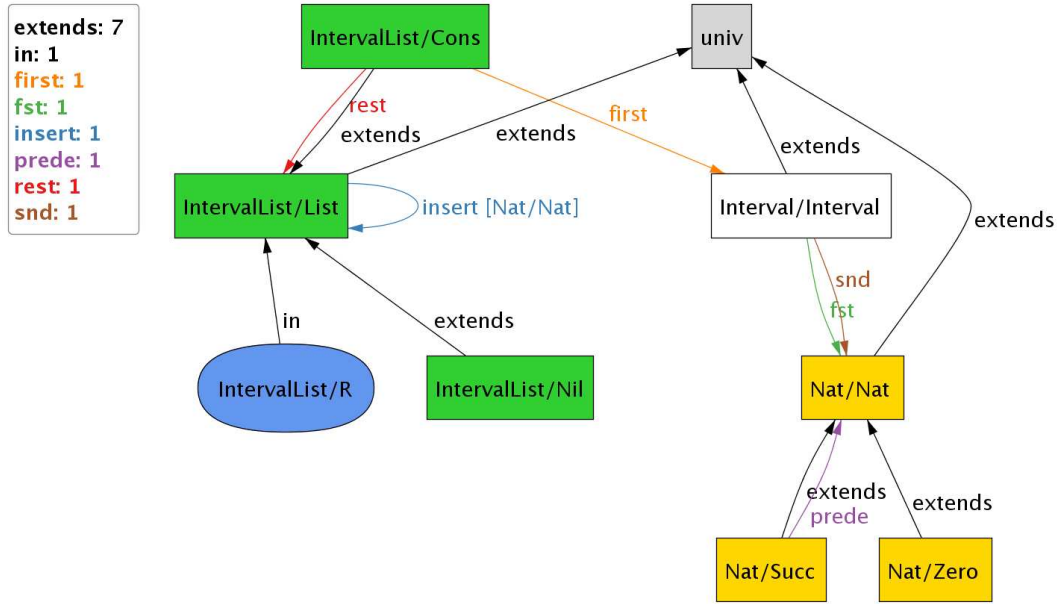 extends: 7
in: 1
first: 1
fst: 1
insert: 1
prede: 1
rest: 1
snd: 1
IntervalList/Cons
univ
rest
extends
extends
first
extends
IntervalList/List
insert [Nat/Nat]
Interval/Interval
extends
snd
fst
in
extends
IntervalList/R
IntervalList/Nil
Nat/Nat
extends
prede
extends
Nat/Succ
Nat/Zero